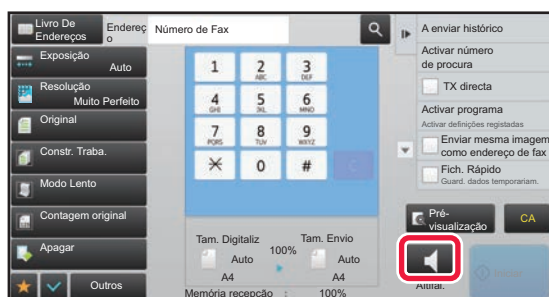 Livro De
Endereços
Endereç
o
Número de Fax
Exposição
Auto
Resolução
Muito Perfeito
Original
Constr. Traba.
Modo Lento
Contagem original
Apagar
Outros
1
2
ABC
3
DEF
4
GHI
5
JKL
6
MNO
7
PQRS
8
TUV
9
WXYZ
0
#
C
Tam. Digitaliz
Auto
A4
100%
Tam. Envio
Auto
A4
Memória recepção : 100%
A enviar histórico
Activar número
de procura
TX directa
Activar programa
Activar definições registadas
Enviar mesma imagem
como endereço de fax
Fich. Rápido
Guard. dados temporariam.
Pré-
visualização
CA
Altifal.
Iniciar